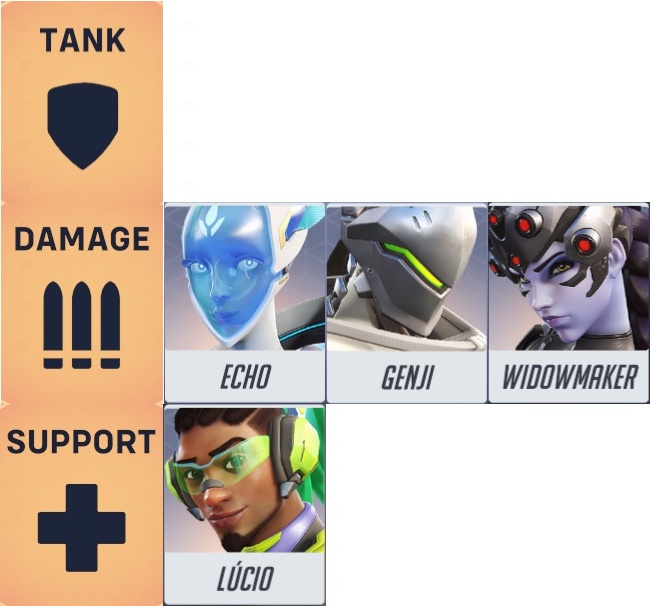 TANK
DAMAGE
ECHO
GENJI
WIDOWMAKER
SUPPORT
LÚCIO